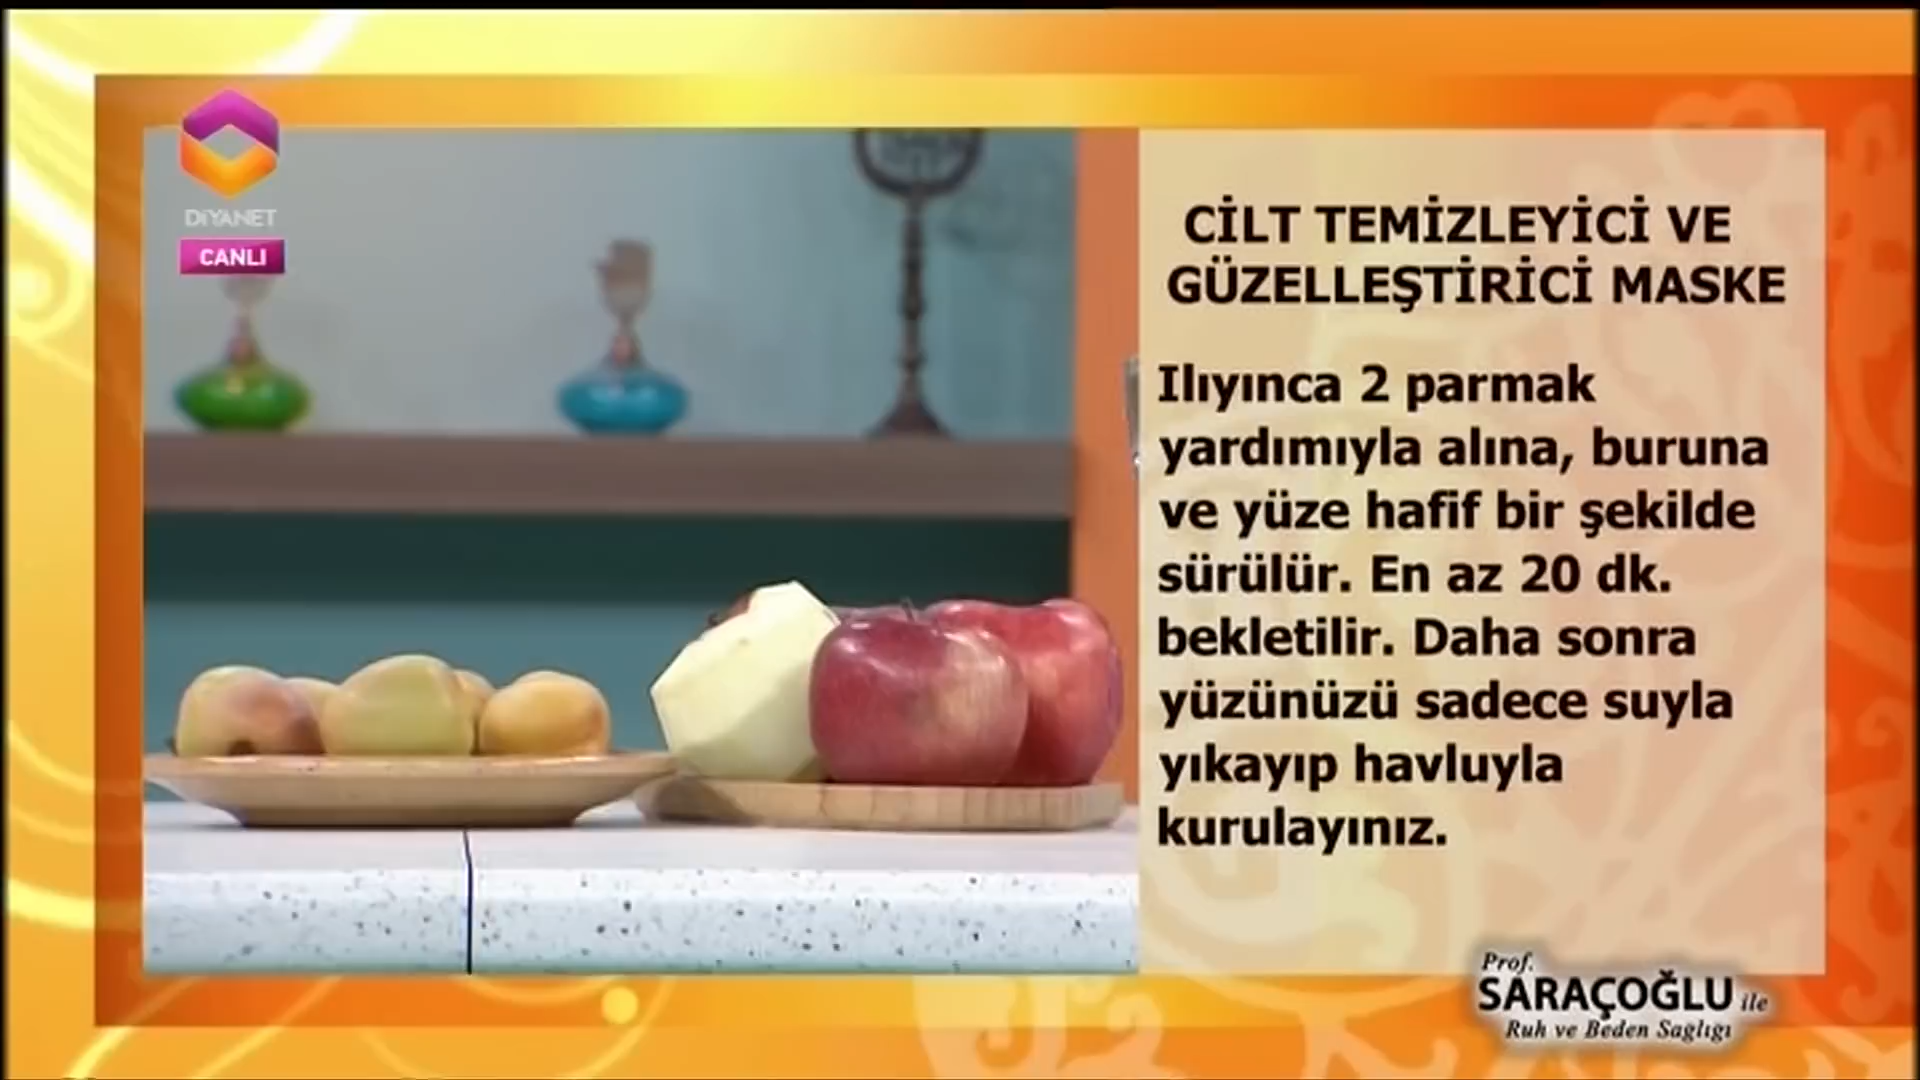 DİYANET
CANLI
CİLT TEMİZLEYİCİ VE
GÜZELLEŞTİRİCİ MASKE
Ilıyınca 2 parmak
yardımıyla alına, buruna
ve yüze hafif bir şekilde
sürülür. En az 20 dk.
bekletilir. Daha sonra
yüzünüzü sadece suyla
yıkayıp havluyla
kurulayınız.
Prof.
SARAÇOĞLU ile
Ruh ve Beden Saglıgı